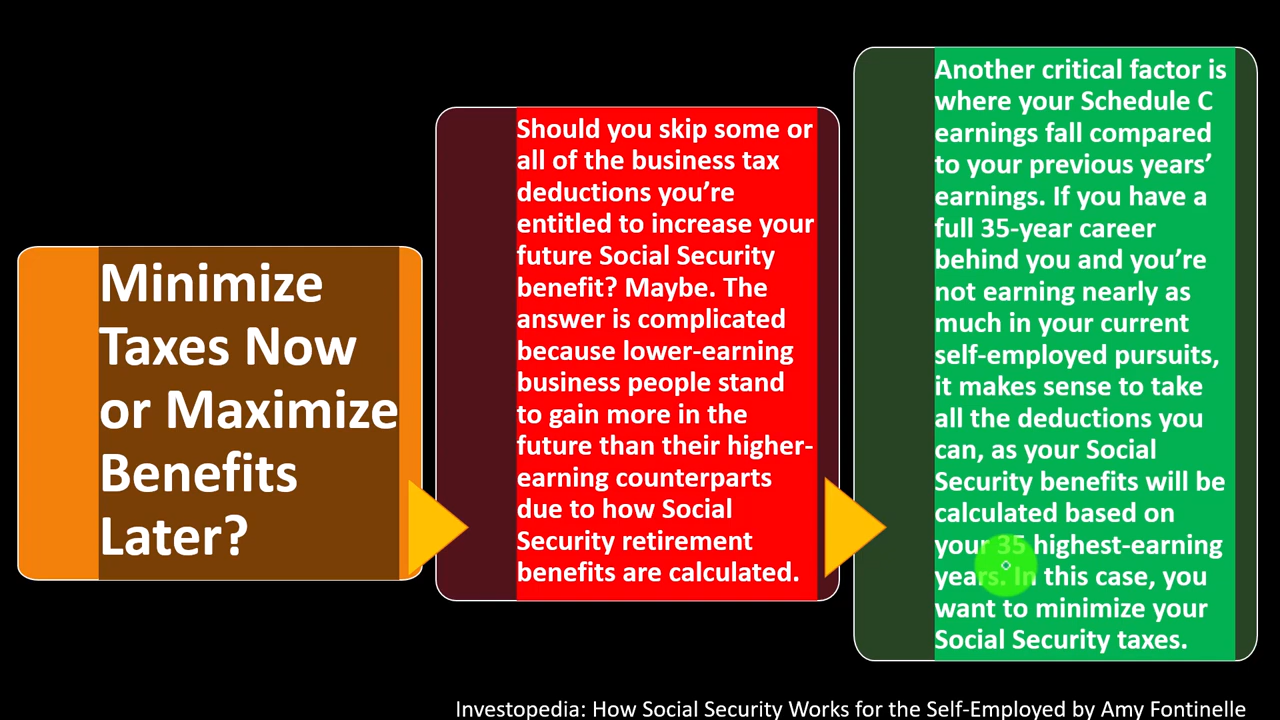 Minimize
Taxes Now
or Maximize
Benefits
Later?
Should you skip some or
all of the business tax
deductions you’re
entitled to increase your
future Social Security
benefit? Maybe. The
answer is complicated
because lower-earning
business people stand
to gain more in the
future than their higher-
earning counterparts
due to how Social
Security retirement
benefits are calculated.
Another critical factor is
where your Schedule C
earnings fall compared
to your previous years’
earnings. If you have a
full 35-year career
behind you and you’re
not earning nearly as
much in your current
self-employed pursuits,
it makes sense to take
all the deductions you
can, as your Social
Security benefits will be
calculated based on
your 35 highest-earning
years. In this case, you
want to minimize your
Social Security taxes.
Investopedia: How Social Security Works for the Self-Employed by Amy Fontinelle